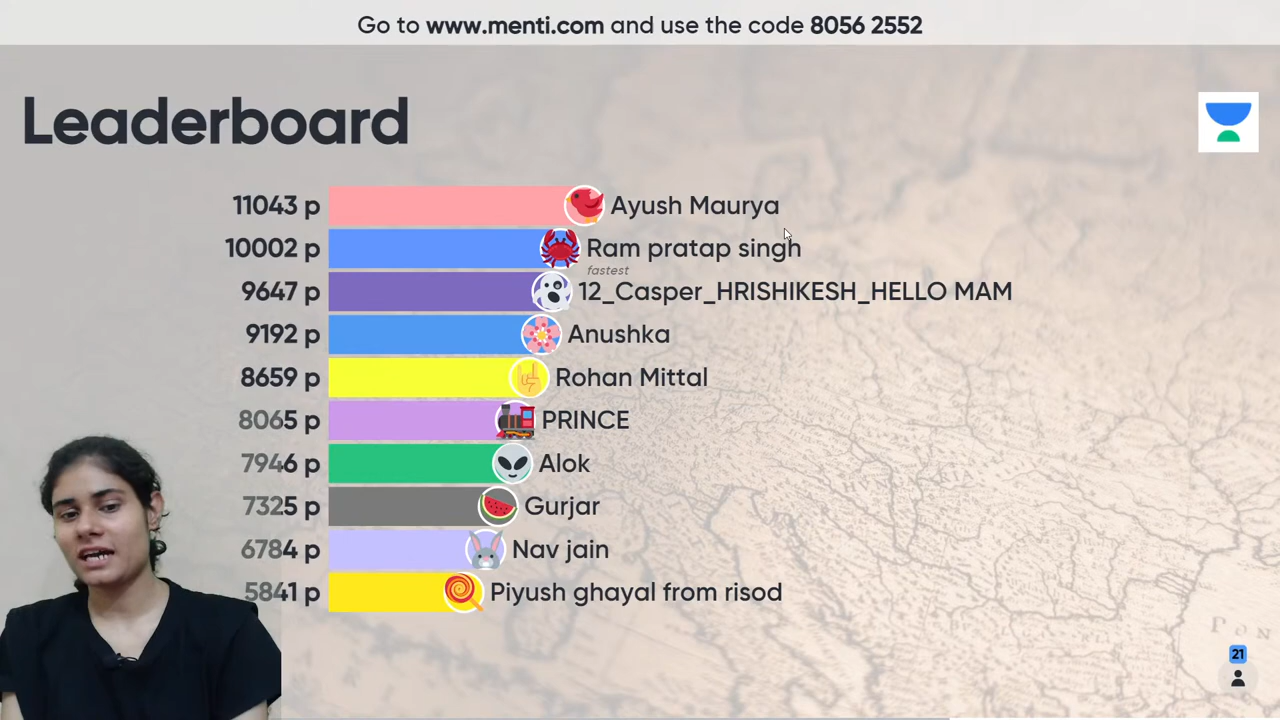 Go to www.menti.com and use the code 8056 2552
Leaderboard
11043 p Ayush Maurya
10002 p Ram pratap singh
fastest
9647 p 12_Casper_HRISHIKESH_HELLO MAM
9192 p Anushka
8659 p Rohan Mittal
8065 p PRINCE
7946 p Alok
7325 p Gurjar
6784 p Nav jain
5841 p Piyush ghayal from risod
PON
21